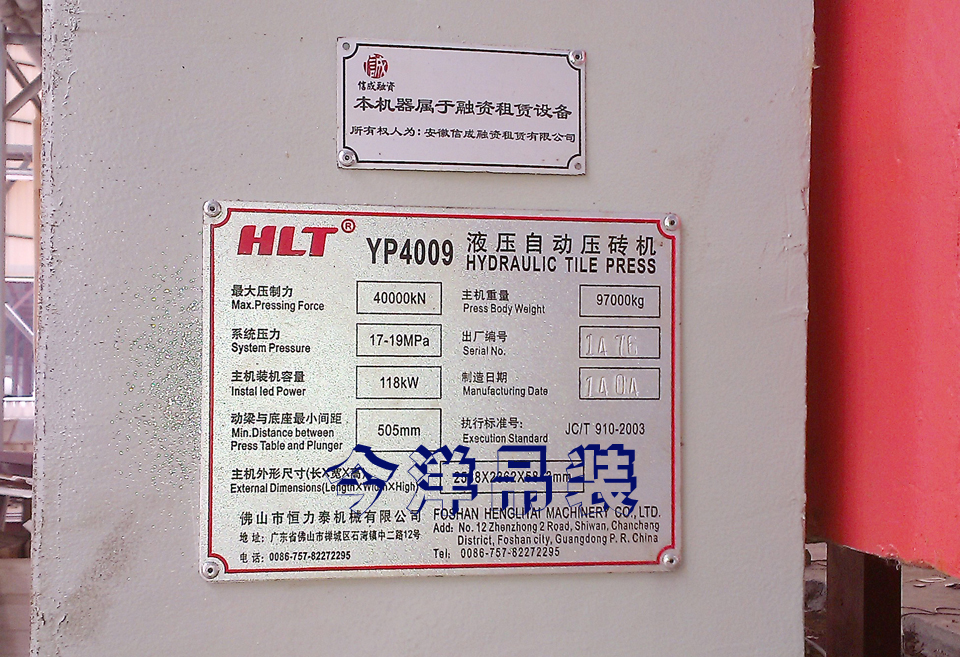 信成融资
本机器属于融资租赁设备
所有权人为：安徽信成融资租赁有限公司
HLT® YP4009 液压自动压砖机
HYDRAULIC TILE PRESS
最大压制力
Max.Pressing Force
40000kN
主机重量
Press Body Weight
97000kg
系统压力
System Pressure
17-19MPa
出厂编号
Serial No.
主机装机容量
Instal led Power
118kW
制造日期
Manufacturing Date
动梁与底座最小间距
Min.Distance between
Press Table and Plunger
505mm
执行标准号:
Execution Standard
JC/T 910-2003
主机外形尺寸(长X宽X高)
External Dimensions(LengthXWidthXHigh)
今洋吊装
佛山市恒力泰机械有限公司
地 址: 广东省佛山市禅城区石湾镇中二路12号
电 话: 0086-757-82272295
FOSHAN HENGLITAI MACHINERY CO.,LTD.
Add: No. 12 Zhenzhong 2 Road, Shiwan, Chancheng
District, Foshan city, Guangdong P. R. China
Tel: 0086-757-82272295